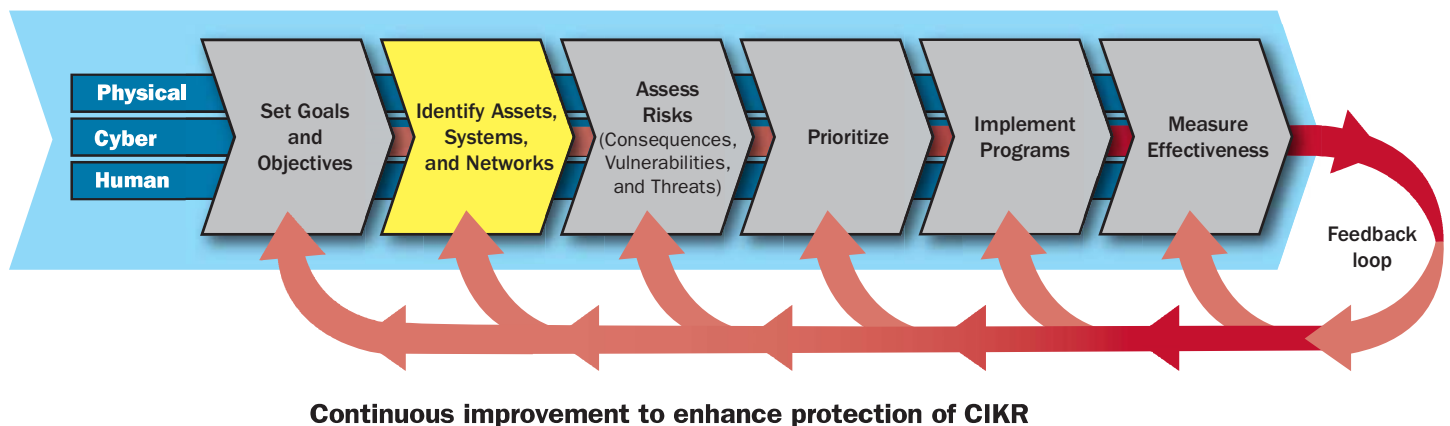 Physical
Cyber
Human
Set Goals
and
Objectives
Identify Assets,
Systems,
and Networks
Assess
Risks
(Consequences,
Vulnerabilities,
and Threats)
Prioritize
Implement
Programs
Measure
Effectiveness
Feedback
loop
Continuous improvement to enhance protection of CIKR